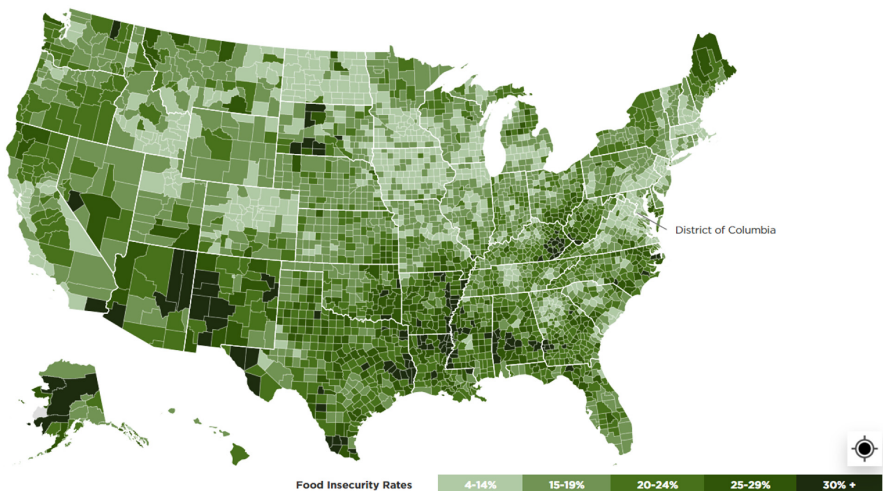 District of Columbia
Food Insecurity Rates 4-14% 15-19% 20-24% 25-29% 30% +